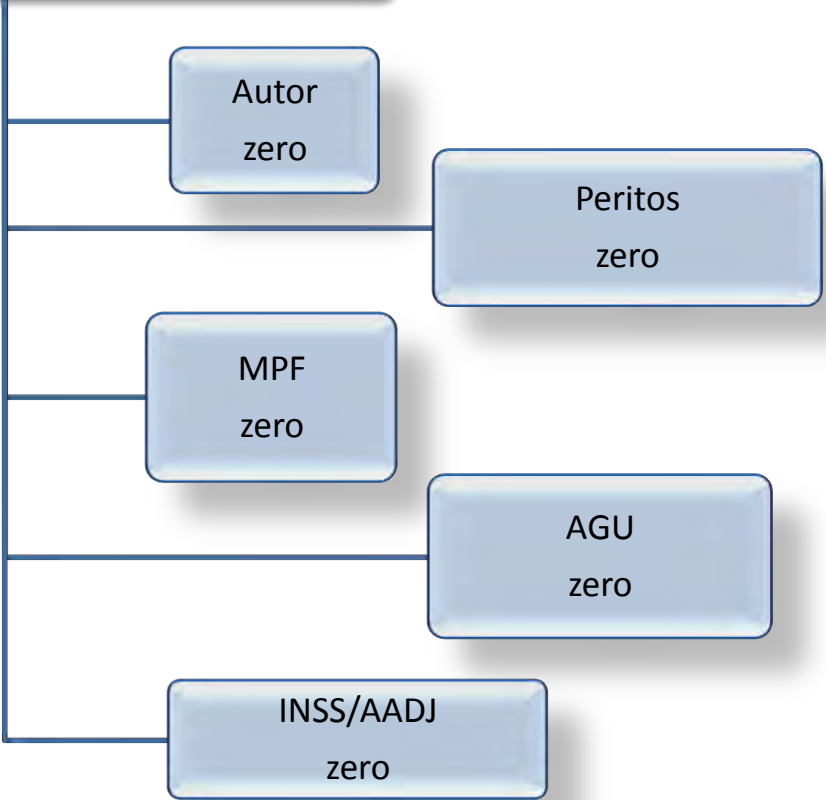 Autor
zero
Peritos
zero
MPF
zero
AGU
zero
INSS/AADJ
zero